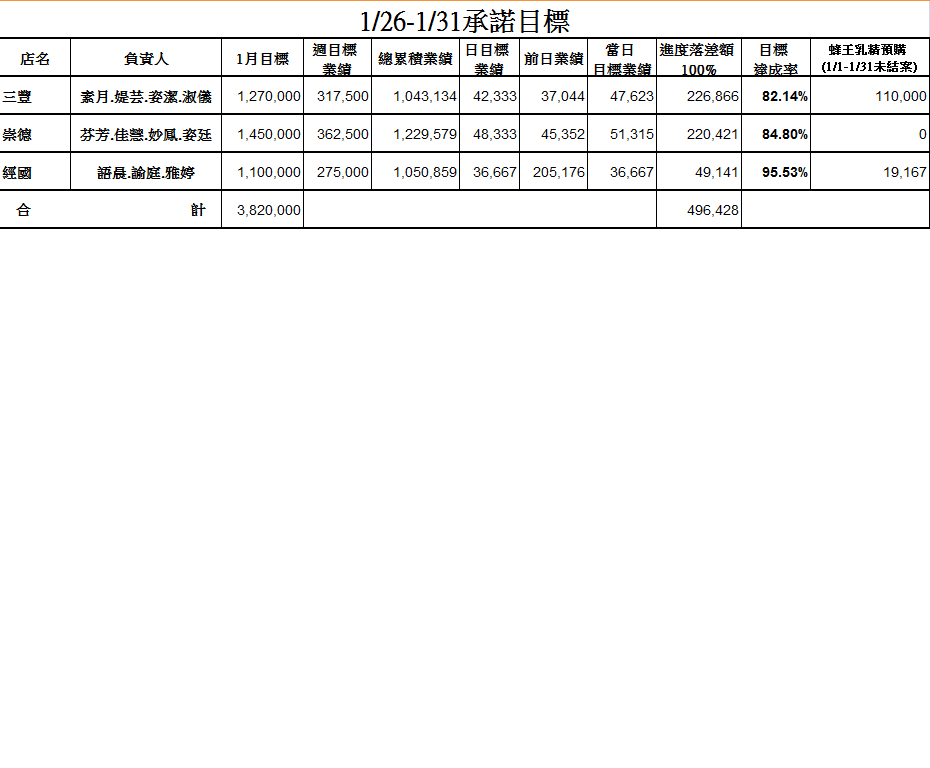 1/26-1/31承諾目標
店名 負責人 1月目標 週目標業績 總累積業績 日目標業績 前日業績 當日目標業績 進度落差額100% 目標達成率 蜂王乳精預購(1/1-1/31未結案)
三豐 素月.媞芸.姿潔.淑儀 1,270,000 317,500 1,043,134 42,333 37,044 47,623 226,866 82.14% 110,000
崇德 芬芳.佳慧.妙鳳.姿廷 1,450,000 362,500 1,229,579 48,333 45,352 51,315 220,421 84.80% 0
經國 語晨.諭庭.雅婷 1,100,000 275,000 1,050,859 36,667 205,176 36,667 49,141 95.53% 19,167
合 計 3,820,000 496,428